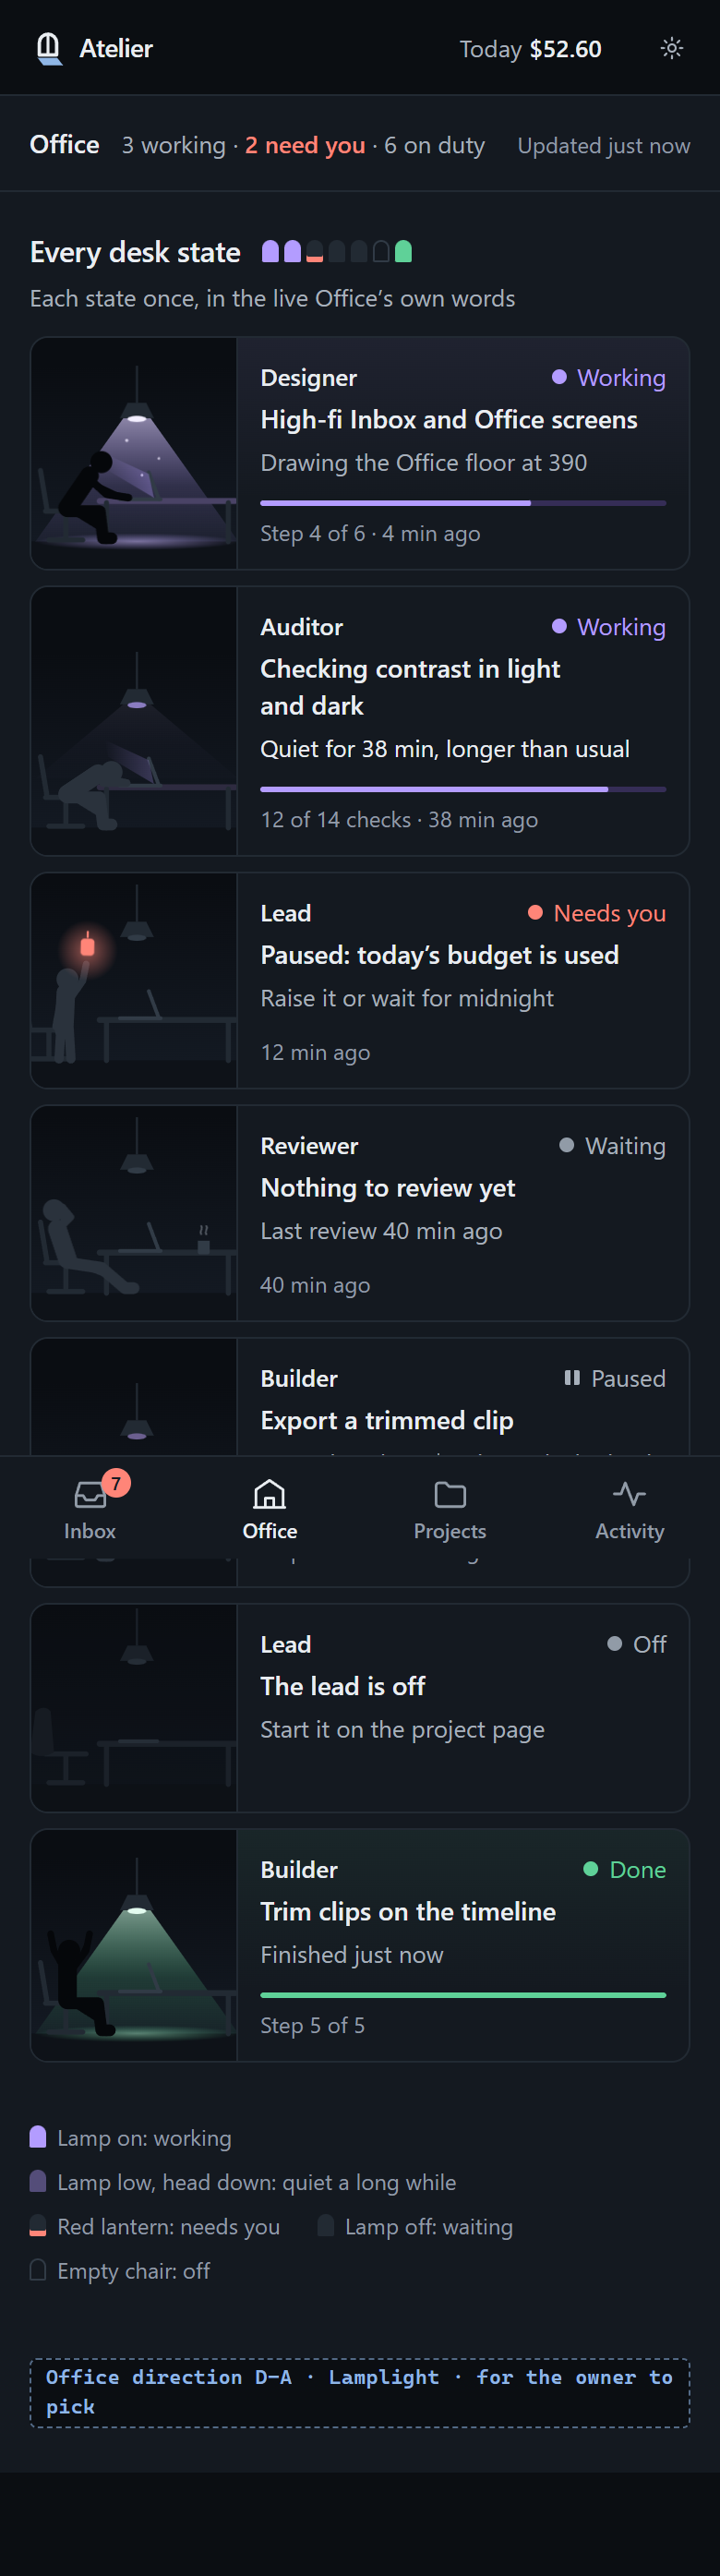 Atelier
Today $52.60
Office 3 working · 2 need you · 6 on duty Updated just now
Every desk state
Each state once, in the live Office’s own words
Designer Working
High-fi Inbox and Office screens
Drawing the Office floor at 390
Step 4 of 6 · 4 min ago
Auditor Working
Checking contrast in light
and dark
Quiet for 38 min, longer than usual
12 of 14 checks · 38 min ago
Lead Needs you
Paused: today’s budget is used
Raise it or wait for midnight
12 min ago
Reviewer Waiting
Nothing to review yet
Last review 40 min ago
40 min ago
Builder Paused
Export a trimmed clip
7
Inbox Office Projects Activity
Lead Off
The lead is off
Start it on the project page
Builder Done
Trim clips on the timeline
Finished just now
Step 5 of 5
Lamp on: working
Lamp low, head down: quiet a long while
Red lantern: needs you Lamp off: waiting
Empty chair: off
Office direction D–A · Lamplight · for the owner to
pick